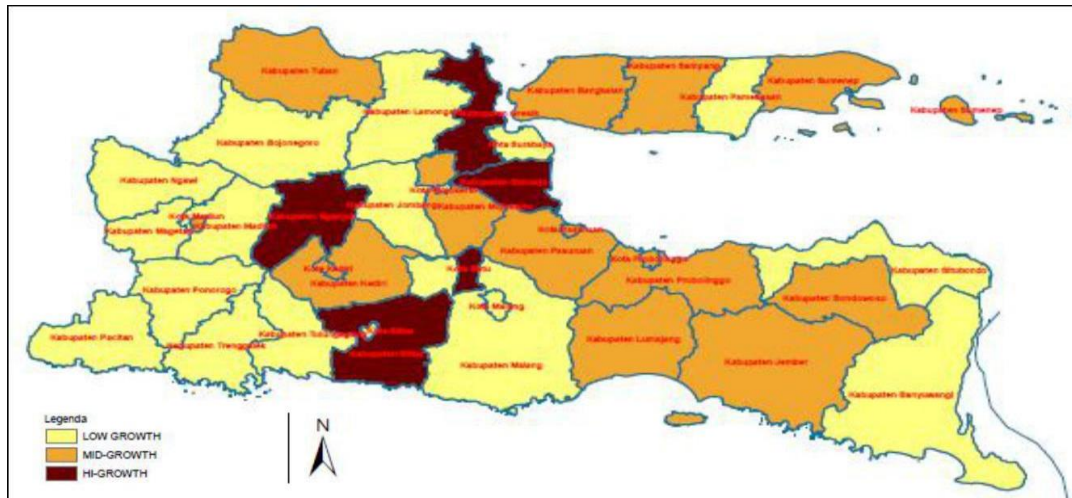 Kabupaten Tuban
Kabupaten Bangkalan
Kabupaten Sampang
Kabupaten Pamekasan
Kabupaten Sumenep
Kabupaten Sumenep
Kabupaten Lamongan
Kabupaten Gresik
Kota Surabaya
Kabupaten Bojonegoro
Kabupaten Ngawi
Kota Madiun
Kabupaten Madiun
Kabupaten Magetan
Kabupaten Jombang
Kabupaten Ponorogo
Kota Kediri
Kabupaten Kediri
Kota Batu
Kota Malang
Kabupaten Pasuruan
Kota Probolinggo
Kabupaten Probolinggo
Kabupaten Situbondo
Kabupaten Bondowoso
Kabupaten Pacitan
Kabupaten Trenggalek
Kabupaten Malang
Kabupaten Lumajang
Kabupaten Jember
Kabupaten Banyuwangi
Legenda
LOW GROWTH
MID-GROWTH
HI-GROWTH
N